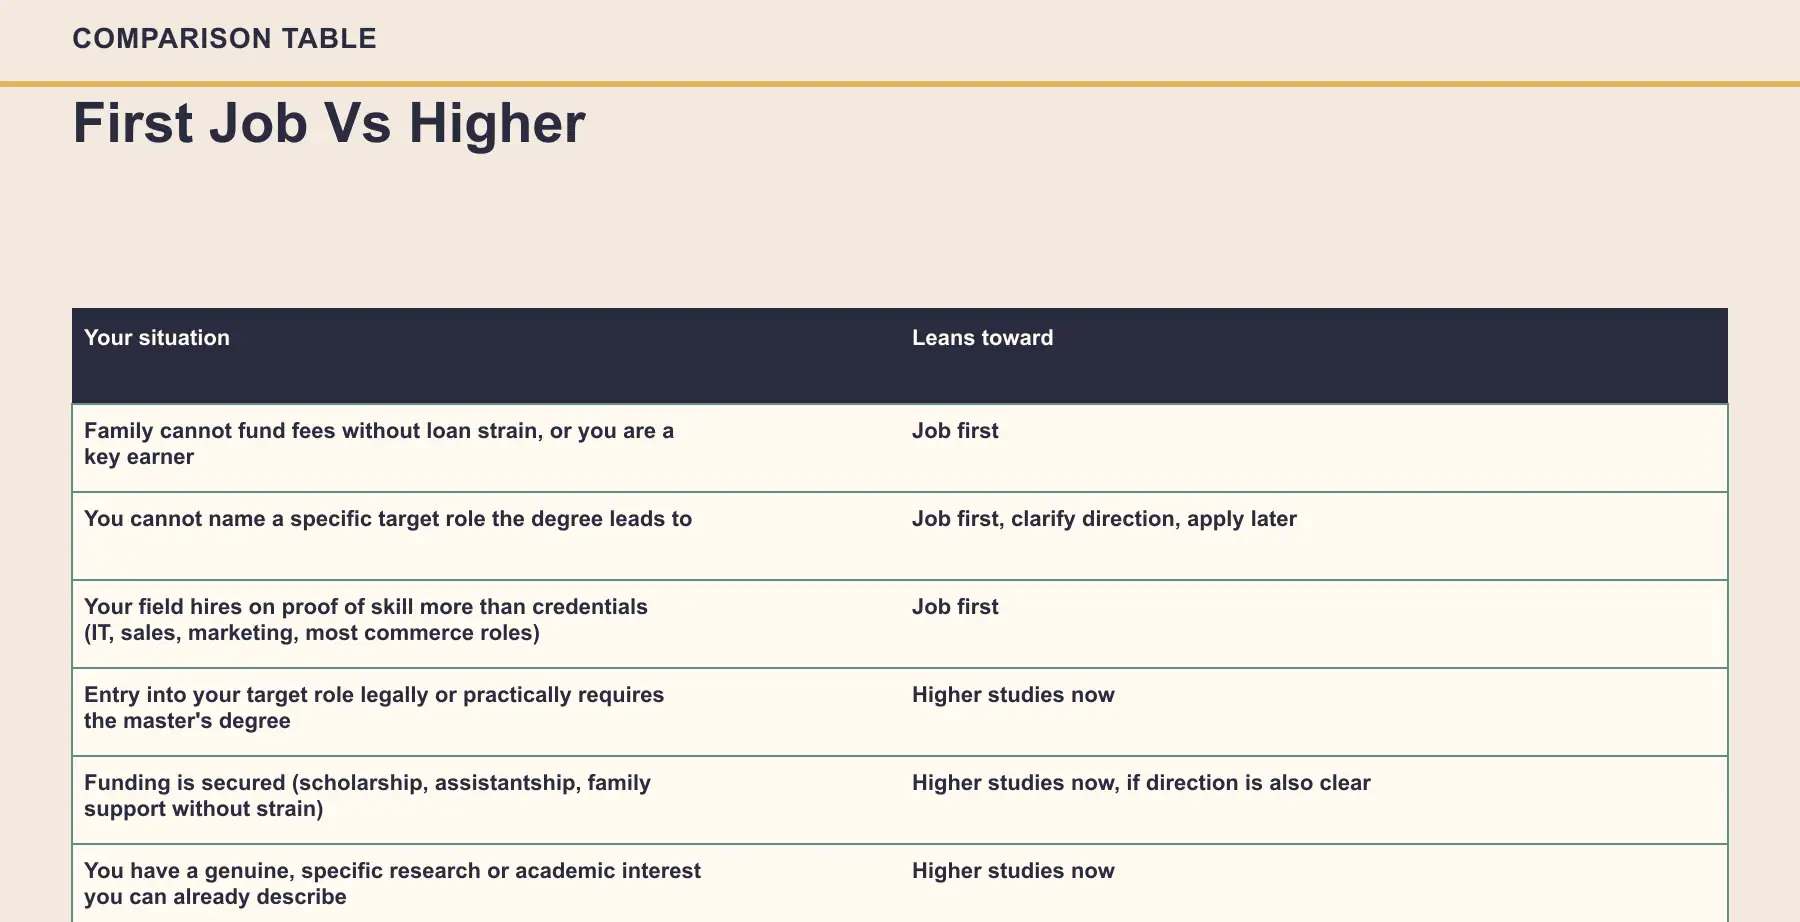 COMPARISON TABLE
First Job Vs Higher
Your situation
Leans toward
Family cannot fund fees without loan strain, or you are a
key earner
Job first
You cannot name a specific target role the degree leads to
Job first, clarify direction, apply later
Your field hires on proof of skill more than credentials
(IT, sales, marketing, most commerce roles)
Job first
Entry into your target role legally or practically requires
the master's degree
Higher studies now
Funding is secured (scholarship, assistantship, family
support without strain)
Higher studies now, if direction is also clear
You have a genuine, specific research or academic interest
you can already describe
Higher studies now